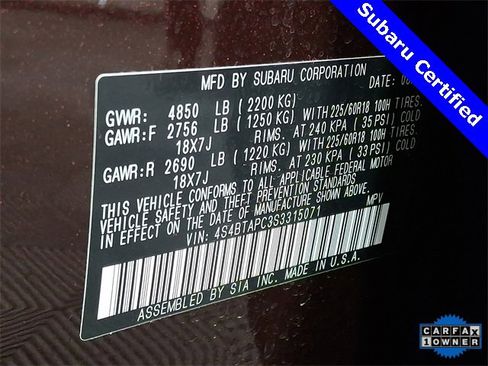 Subaru Certified
MFD BY SUBARU CORPORATION DATE:
GVWR: 4850 LB (2200 KG)
GAWR:F 2756 LB (1250 KG) WITH 225/60R18 100H TIRES,
18X7J RIMS, AT 240 KPA (35 PSI) COLD
GAWR:R 2690 LB (1220 KG) WITH 225/60R18 100H TIRES,
18X7J RIMS, AT 230 KPA (33 PSI) COLD
THIS VEHICLE CONFORMS TO ALL APPLICABLE FEDERAL MOTOR
VEHICLE SAFETY AND THEFT PREVENTION STANDARDS
IN EFFECT ON THE DATE OF MANUFACTURE SHOWN ABOVE.
VIN: 4S4BTAPC3S3315071 MPV
ASSEMBLED BY SIA INC. MADE IN U.S.A.
CARFAX
1 OWNER